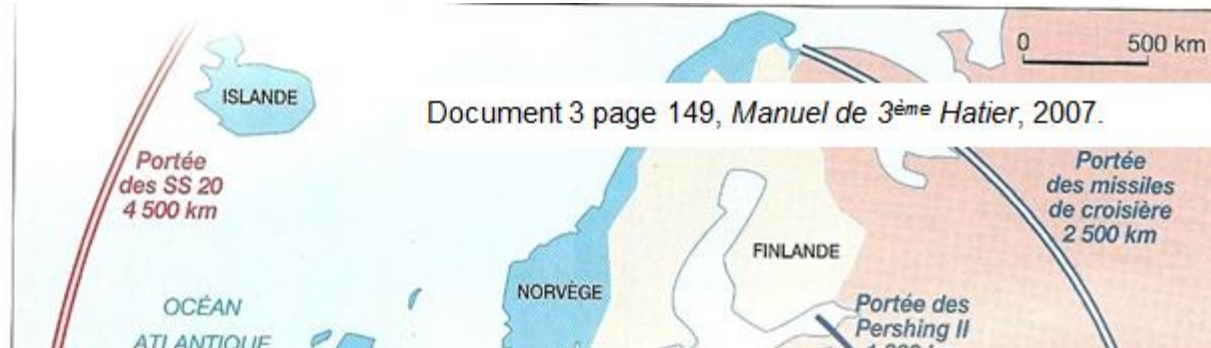 0 500 km
ISLANDE
Document 3 page 149, Manuel de 3ème Hatier, 2007.
Portée
des SS 20
4 500 km
Portée
des missiles
de croisière
2 500 km
FINLANDE
NORVÈGE
OCÉAN
ATLANTIQUE
Portée des
Pershing II